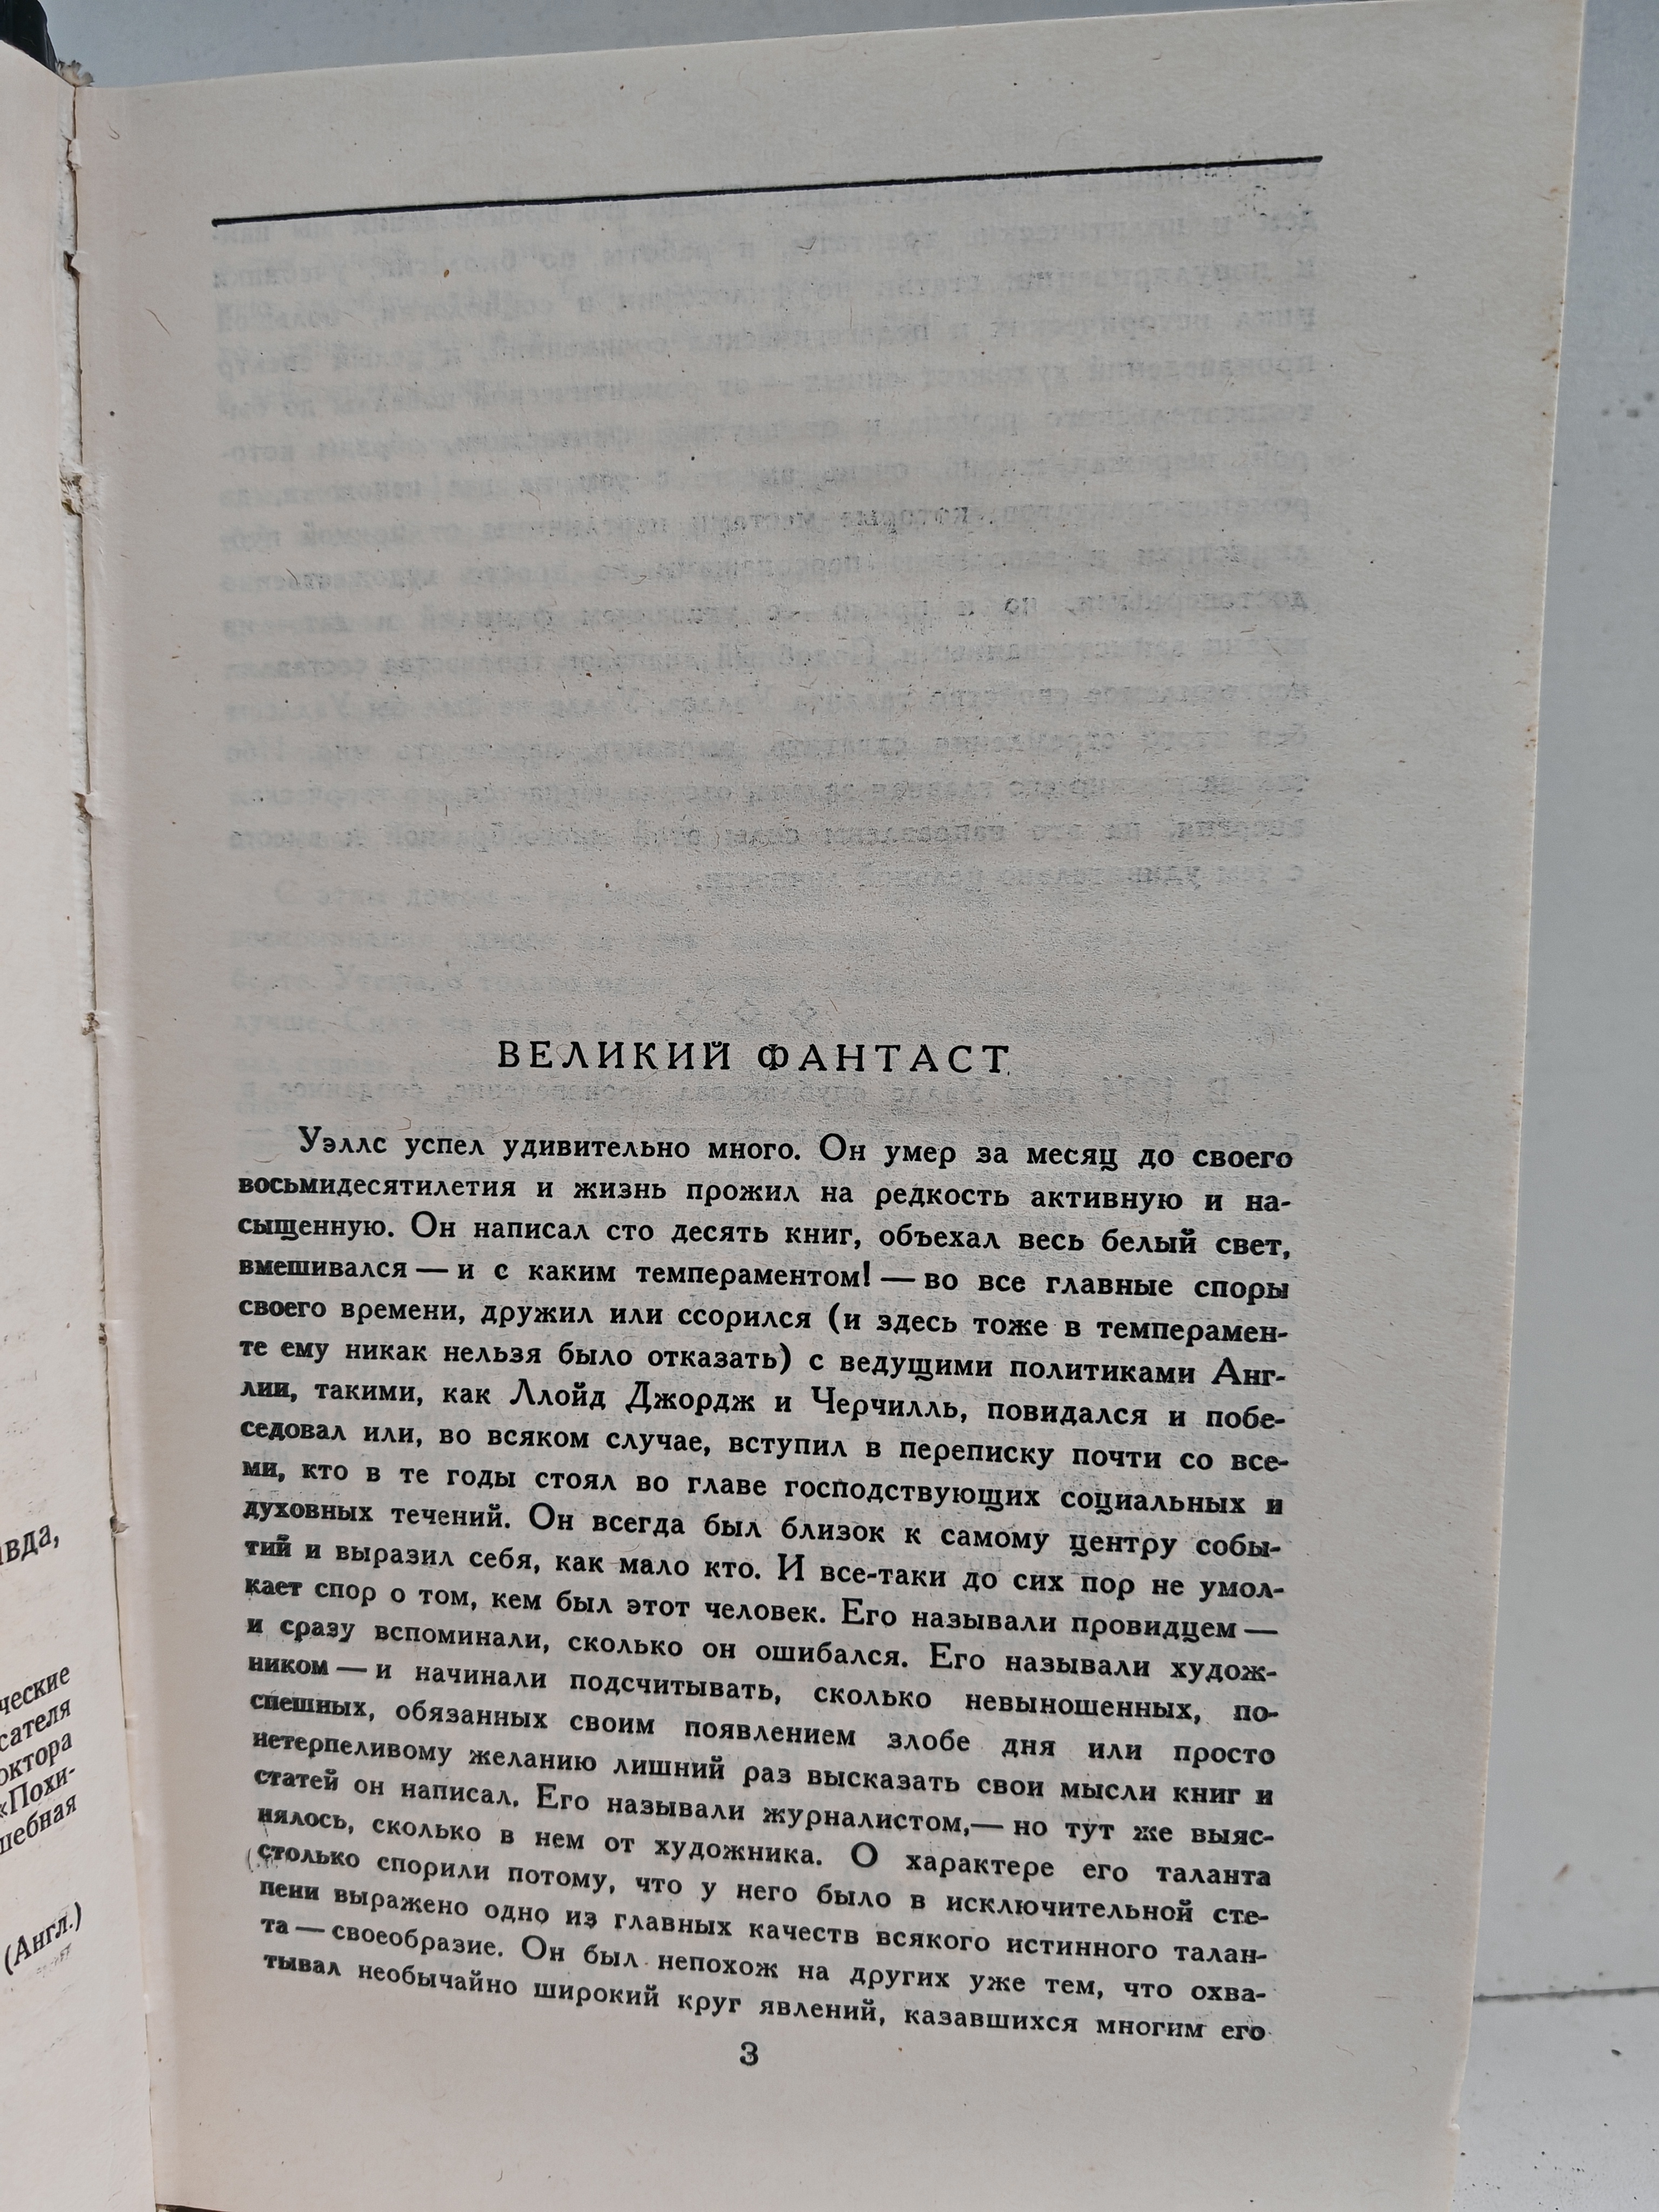 вда,
ческие
сателя
октора
«Похи-
шебная
(Англ.)
ВЕЛИКИЙ ФАНТАСТ
Уэллс успел удивительно много. Он умер за месяц до своего
восьмидесятилетия и жизнь прожил на редкость активную и на-
сыщенную. Он написал сто десять книг, объехал весь белый свет,
вмешивался — и с каким темпераментом! — во все главные споры
своего времени, дружил или ссорился (и здесь тоже в темперамен-
те ему никак нельзя было отказать) с ведущими политиками Анг-
лии, такими, как Ллойд Джордж и Черчилль, повидался и побе-
седовал или, во всяком случае, вступил в переписку почти со все-
ми, кто в те годы стоял во главе господствующих социальных и
духовных течений. Он всегда был близок к самому центру собы-
тий и выразил себя, как мало кто. И все-таки до сих пор не умол-
кает спор о том, кем был этот человек. Его называли провидцем —
и сразу вспоминали, сколько он ошибался. Его называли худож-
ником — и начинали подсчитывать, сколько невыношенных, по-
спешных, обязанных своим появлением злобе дня или просто
нетерпеливому желанию лишний раз высказать свои мысли книг и
статей он написал. Его называли журналистом,— но тут же выяс-
нялось, сколько в нем от художника. О характере его таланта
столько спорили потому, что у него было в исключительной сте-
пени выражено одно из главных качеств всякого истинного талан-
та — своеобразие. Он был непохож на других уже тем, что охва-
тывал необычайно широкий круг явлений, казавшихся многим его
3